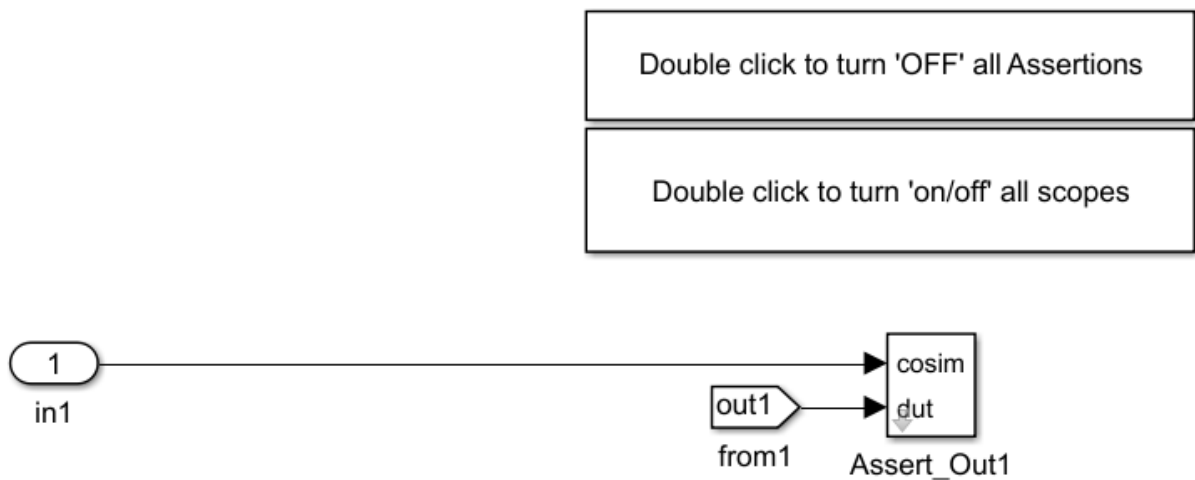 Double click to turn 'OFF' all Assertions
Double click to turn 'on/off' all scopes
1
in1
cosim
out1
dut
from1
Assert_Out1